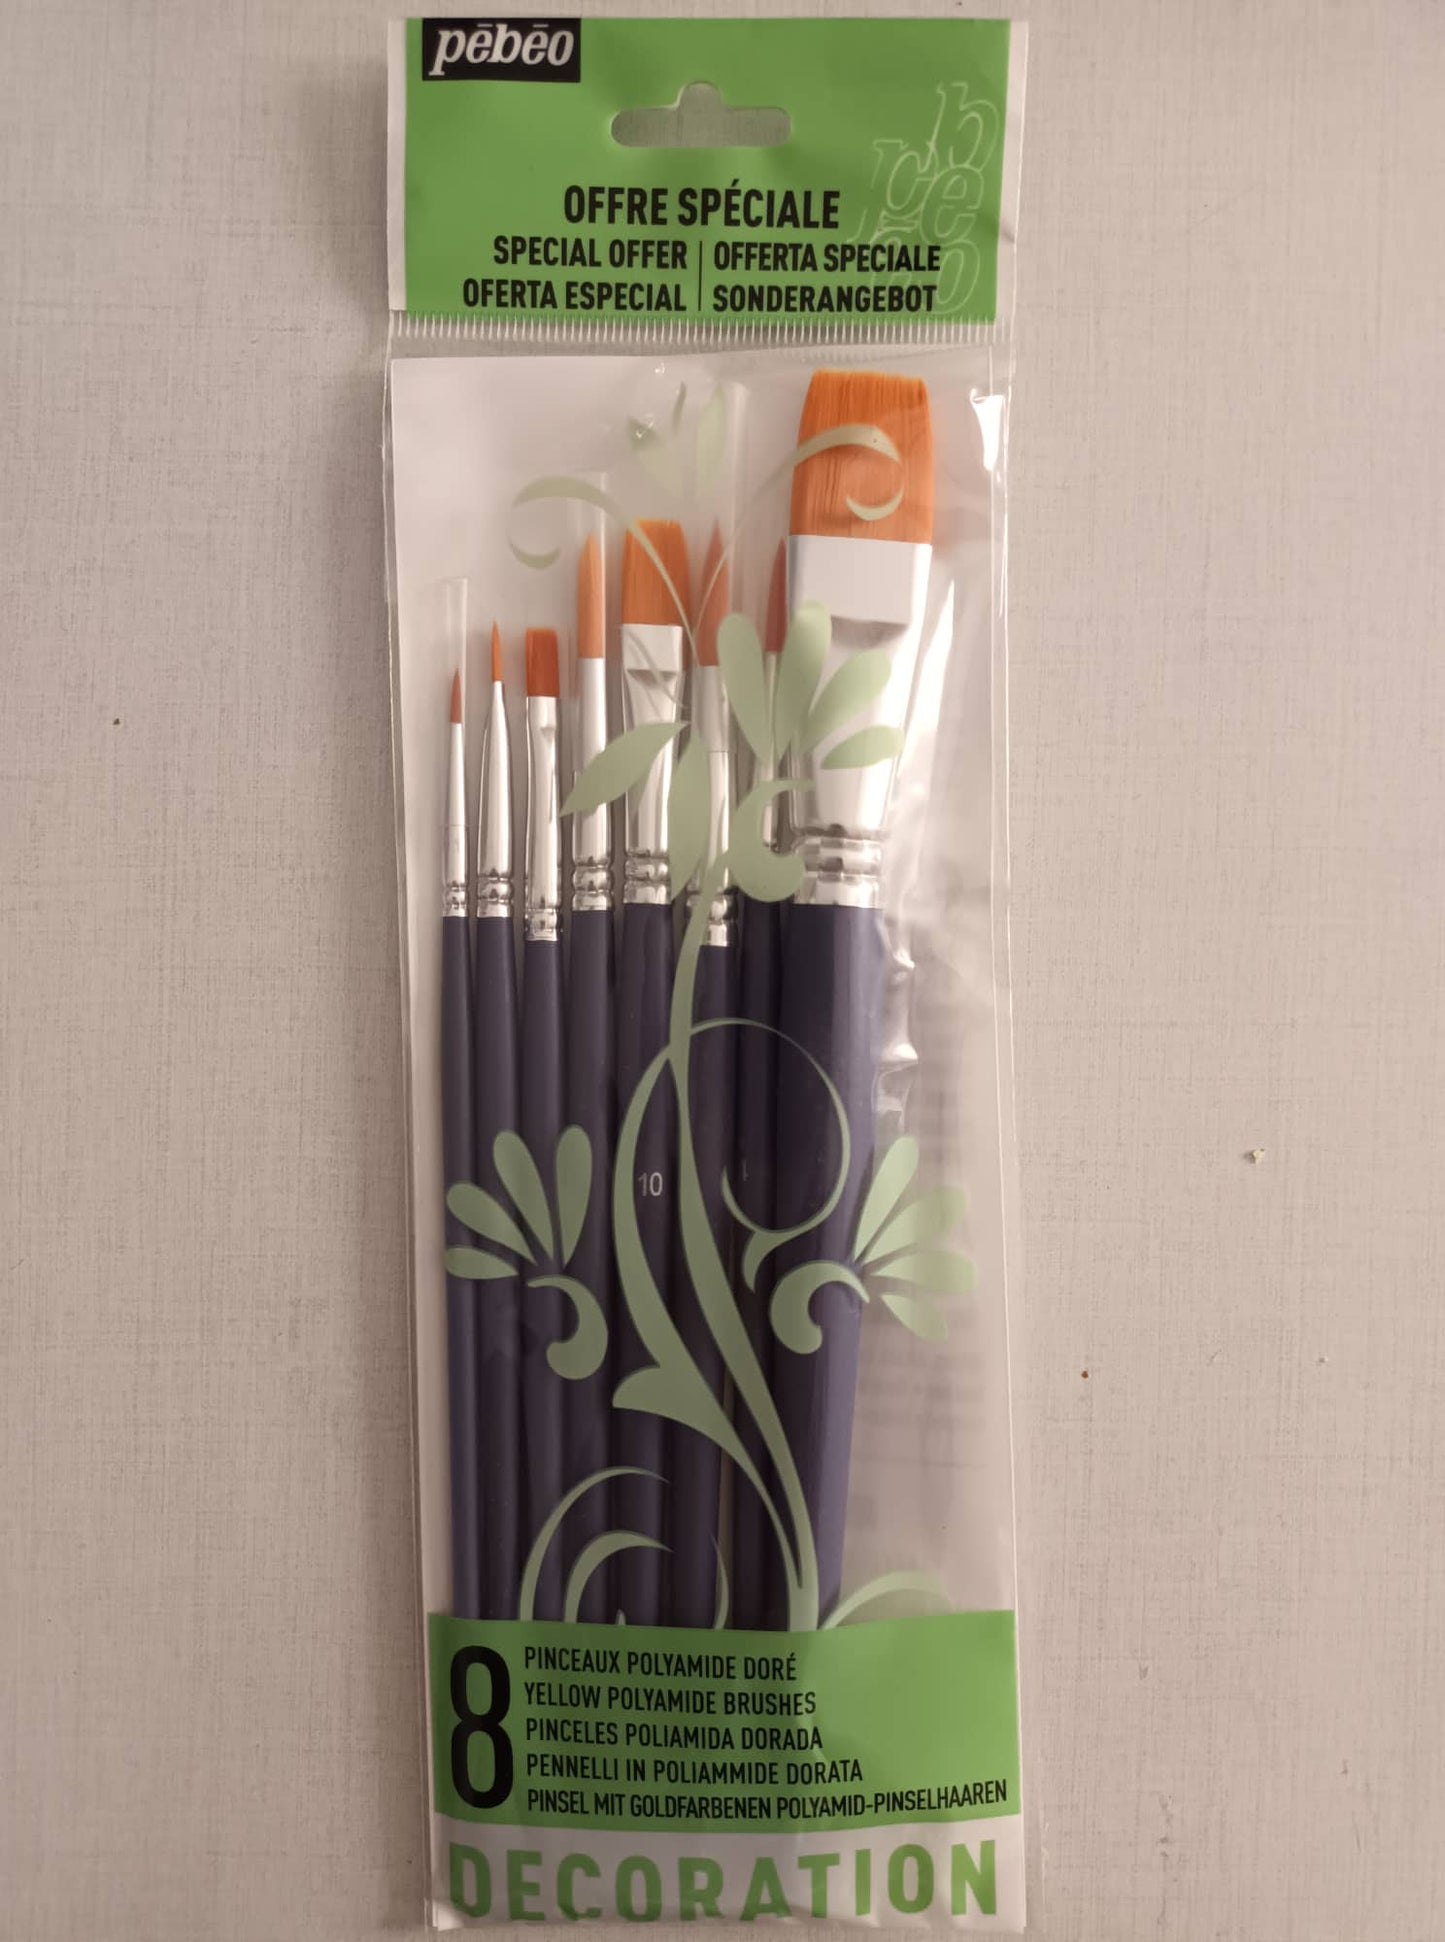 pēbēo
OFFRE SPÉCIALE
SPECIAL OFFER | OFFERTA SPECIALE
OFERTA ESPECIAL | SONDERANGEBOT
10
8
PINCEAUX POLYAMIDE DORÉ
YELLOW POLYAMIDE BRUSHES
PINCELES POLIAMIDA DORADA
PENNELLI IN POLIAMMIDE DORATA
PINSEL MIT GOLDFARBENEN POLYAMID-PINSELHAAREN
DECORATION